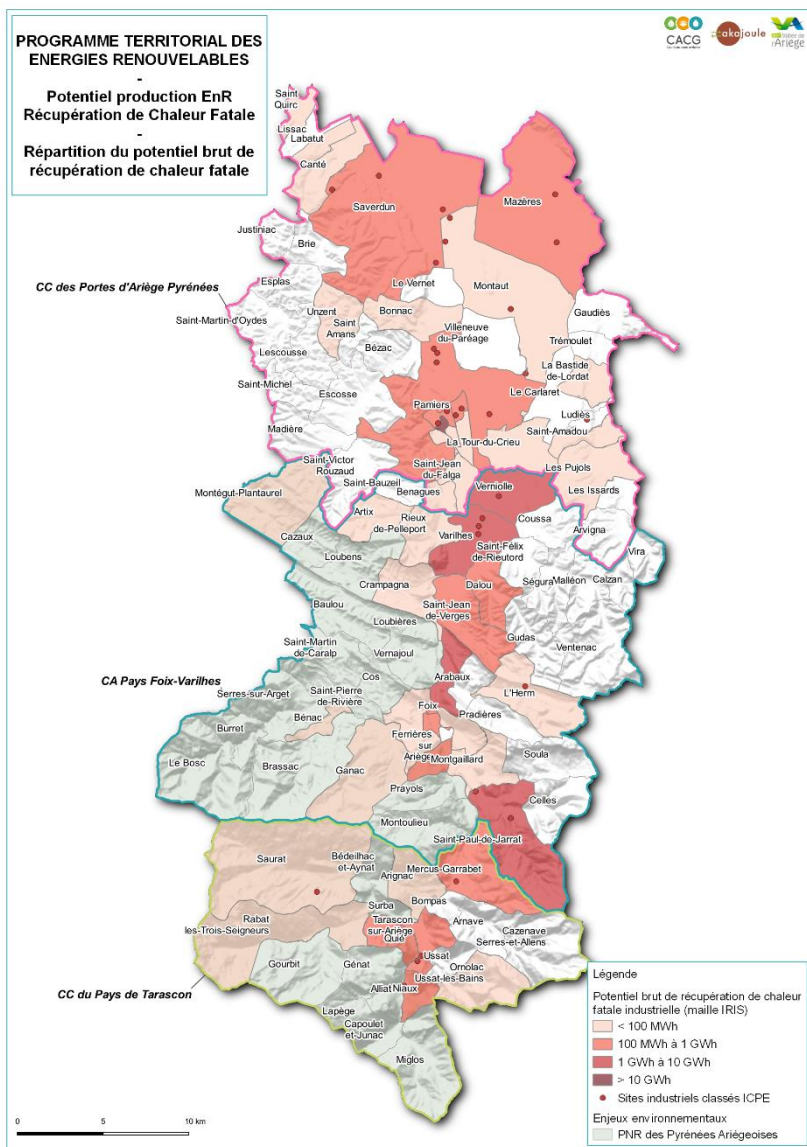 PROGRAMME TERRITORIAL DES
ENERGIES RENOUVELABLES
-
Potentiel production EnR
Récupération de Chaleur Fatale
-
Répartition du potentiel brut de
récupération de chaleur fatale
CACG
akajoule
Vallée de
l'Ariège
Saint
Quirc
Lissac
Labatut
Canté
Saverdun
Mazères
Justiniac
Brie
CC des Portes d'Ariège Pyrénées
Esplas
Le Vernet
Montaut
Saint-Martin-d'Oydes
Unzent
Saint
Amans
Bonnac
Gaudiès
Villeneuve
du-Paréage
Trémoulet
Lescousse
Bézac
La Bastide
de-Lordat
Saint-Michel
Escosse
Pamiers
Le Carlaret
Ludiès
Saint-Amadou
Madière
La Tour-du-Crieu
Saint-Victor
Rouzaud
Saint-Jean
du-Falga
Les Pujols
Saint-Bauzeil
Benagues
Verniolle
Les Issards
Montégut-Plantaurel
Artix
Rieux
de-Pelleport
Coussa
Arvigna
Cazaux
Varilhes
Saint-Félix
de-Rieutord
Vira
Loubens
Crampagna
Dalou
Ségura
Malléon
Calzan
Baulou
Saint-Jean
de-Verges
Loubières
Gudas
Saint-Martin
de-Caralp
Vernajoul
Ventenac
CA Pays Foix-Varilhes
Cos
Arabaux
Serres-sur-Arget
Saint-Pierre
de-Rivière
L'Herm
Foix
Pradières
Bénac
Burret
Ferrières
sur
Ariège
Montgaillard
Soula
Le Bosc
Brassac
Ganac
Prayols
Celles
Montoulieu
Saint-Paul-de-Jarrat
Saurat
Bédeilhac
et-Aynat
Arignac
Mercus-Garrabet
Bompas
Surba
Rabat
les-Trois-Seigneurs
Tarascon
sur-Ariège
Quié
Arnave
Cazenave
Serres-et-Allens
Ussat
Gourbit
Génat
Ornolac
Ussat-les-Bains
CC du Pays de Tarascon
Alliat
Niaux
Lapège
Capoulet
et-Junac
Miglos
Légende
Potentiel brut de récupération de chaleur
fatale industrielle (maille IRIS)
< 100 MWh
100 MWh à 1 GWh
1 GWh à 10 GWh
> 10 GWh
Sites industriels classés ICPE
Enjeux environnementaux
PNR des Pyrénées Ariégeoises
0 5 10 km